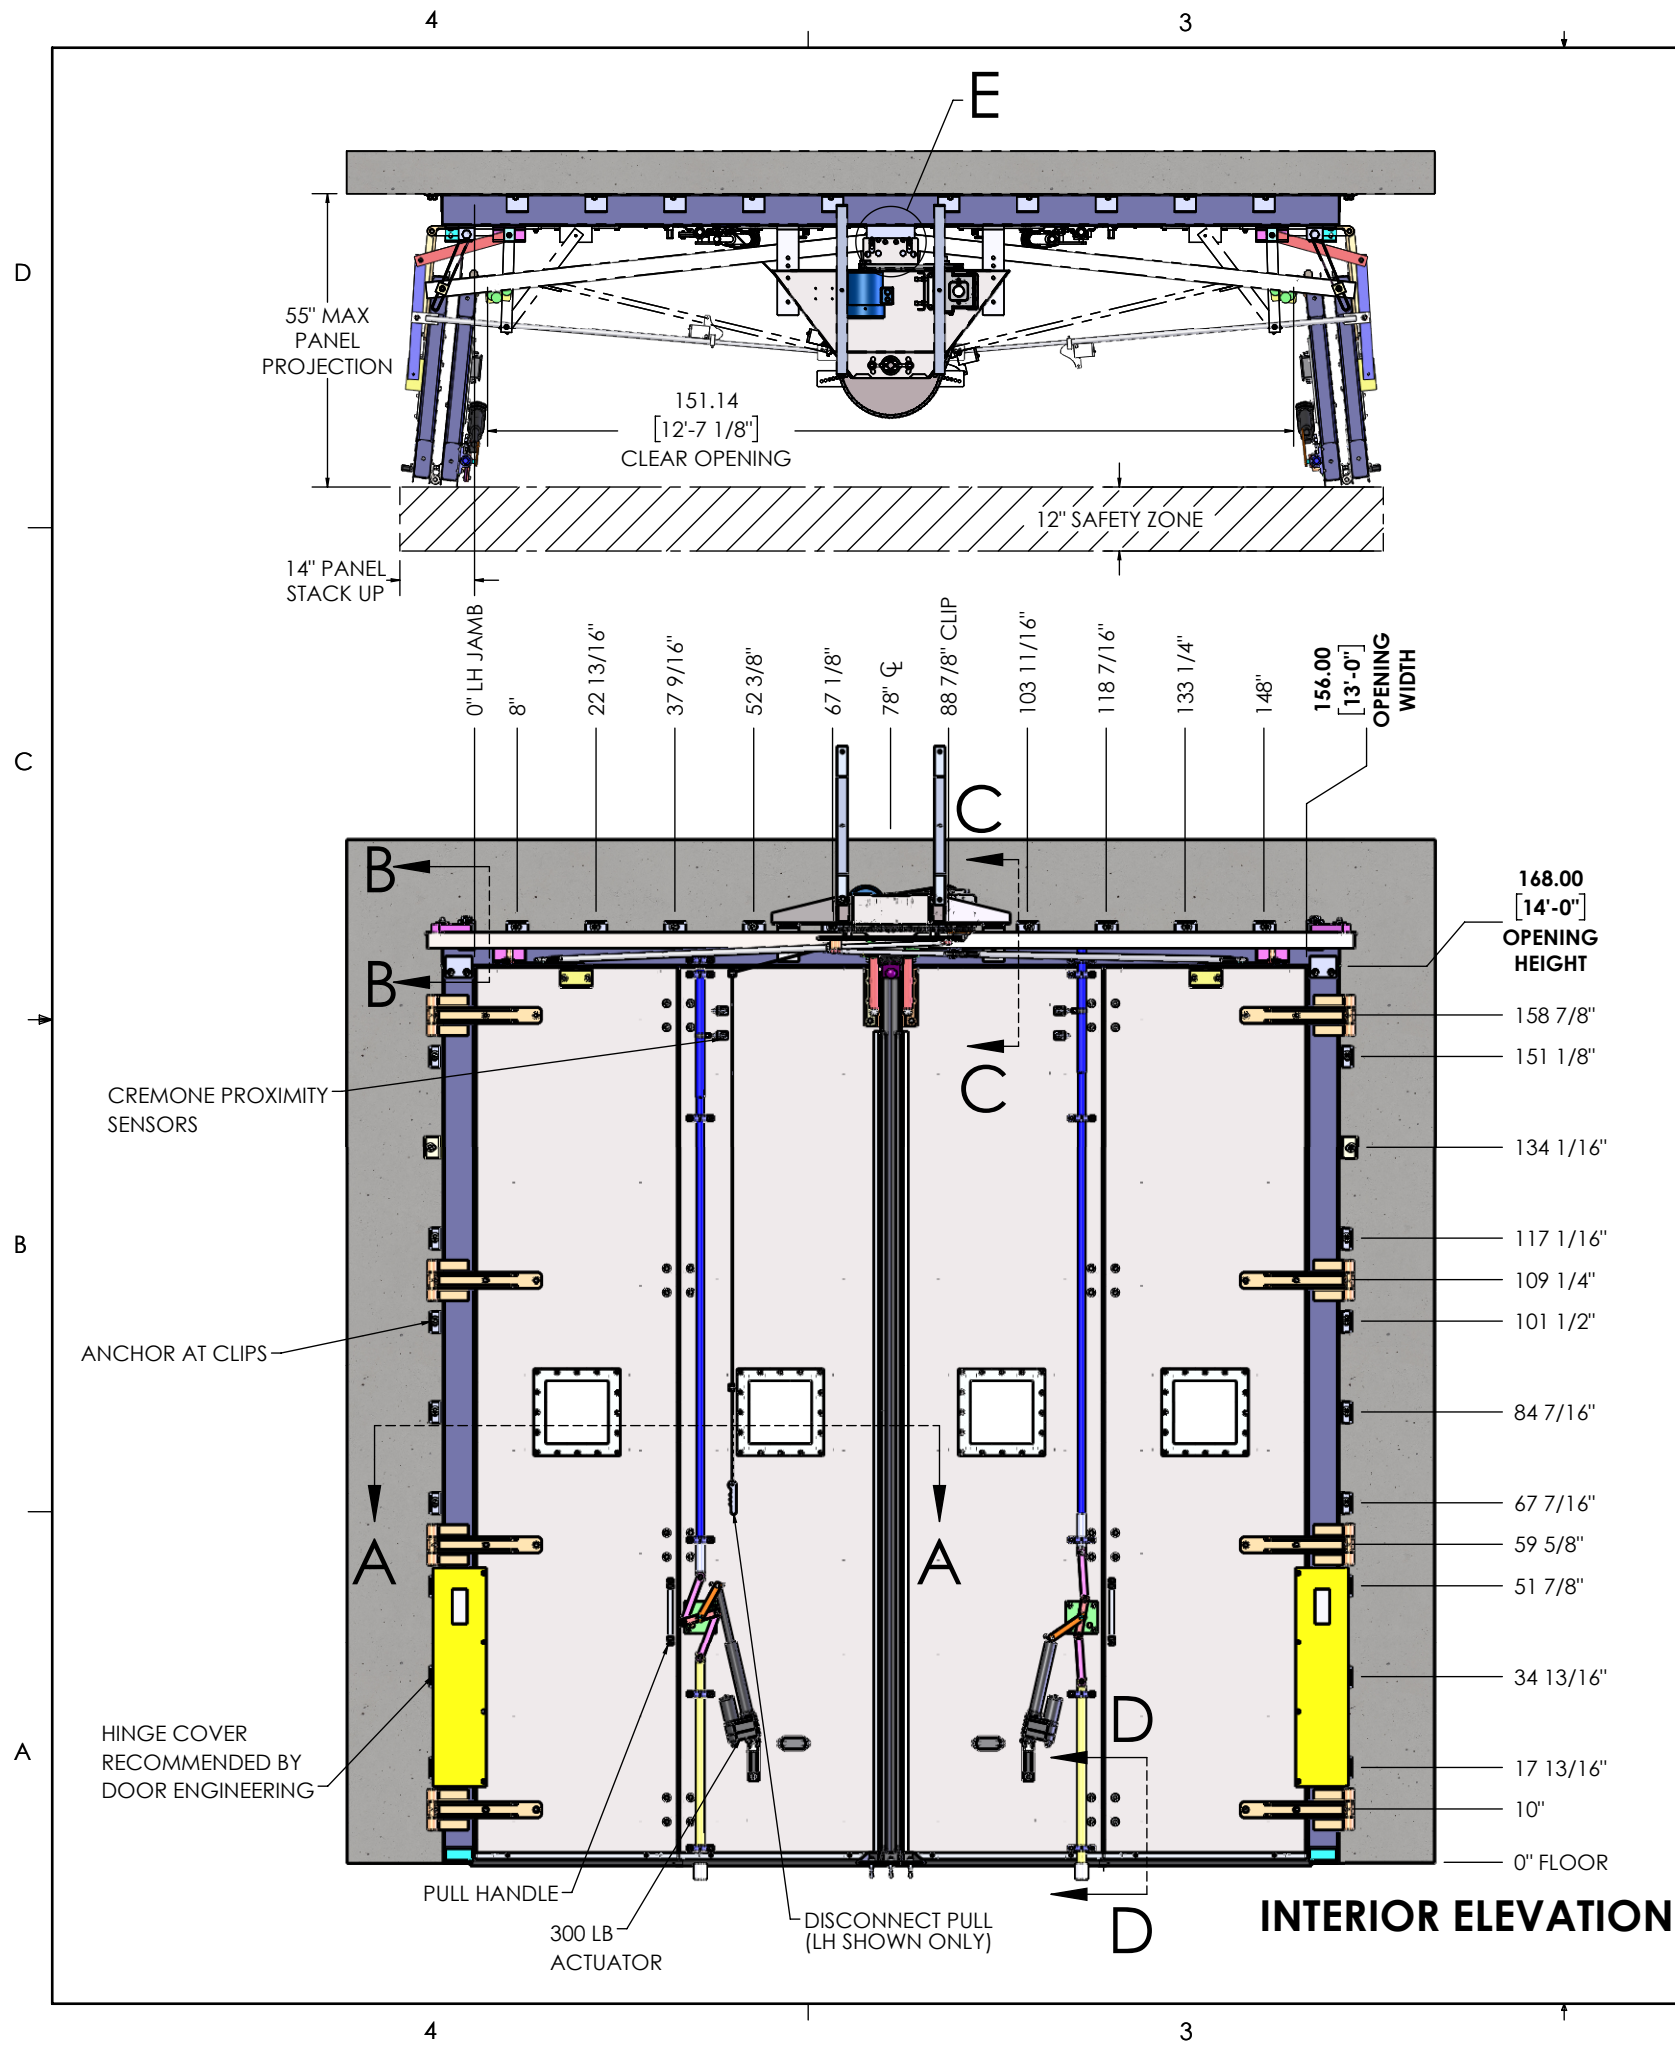 4
3
E
D
55" MAX
PANEL
PROJECTION
151.14
[12'-7 1/8"]
CLEAR OPENING
12" SAFETY ZONE
14" PANEL
STACK UP
0" LH JAMB
8"
22 13/16"
37 9/16"
52 3/8"
67 1/8"
78" ℄
88 7/8" CLIP
103 11/16"
118 7/16"
133 1/4"
148"
156.00
[13'-0"]
OPENING
WIDTH
C
C
B
168.00
[14'-0"]
OPENING
HEIGHT
B
158 7/8"
151 1/8"
C
CREMONE PROXIMITY
SENSORS
134 1/16"
B
117 1/16"
109 1/4"
101 1/2"
ANCHOR AT CLIPS
84 7/16"
67 7/16"
59 5/8"
A
A
51 7/8"
34 13/16"
D
HINGE COVER
RECOMMENDED BY
DOOR ENGINEERING
A
17 13/16"
10"
0" FLOOR
PULL HANDLE
300 LB
ACTUATOR
DISCONNECT PULL
(LH SHOWN ONLY)
D
INTERIOR ELEVATION
4
3